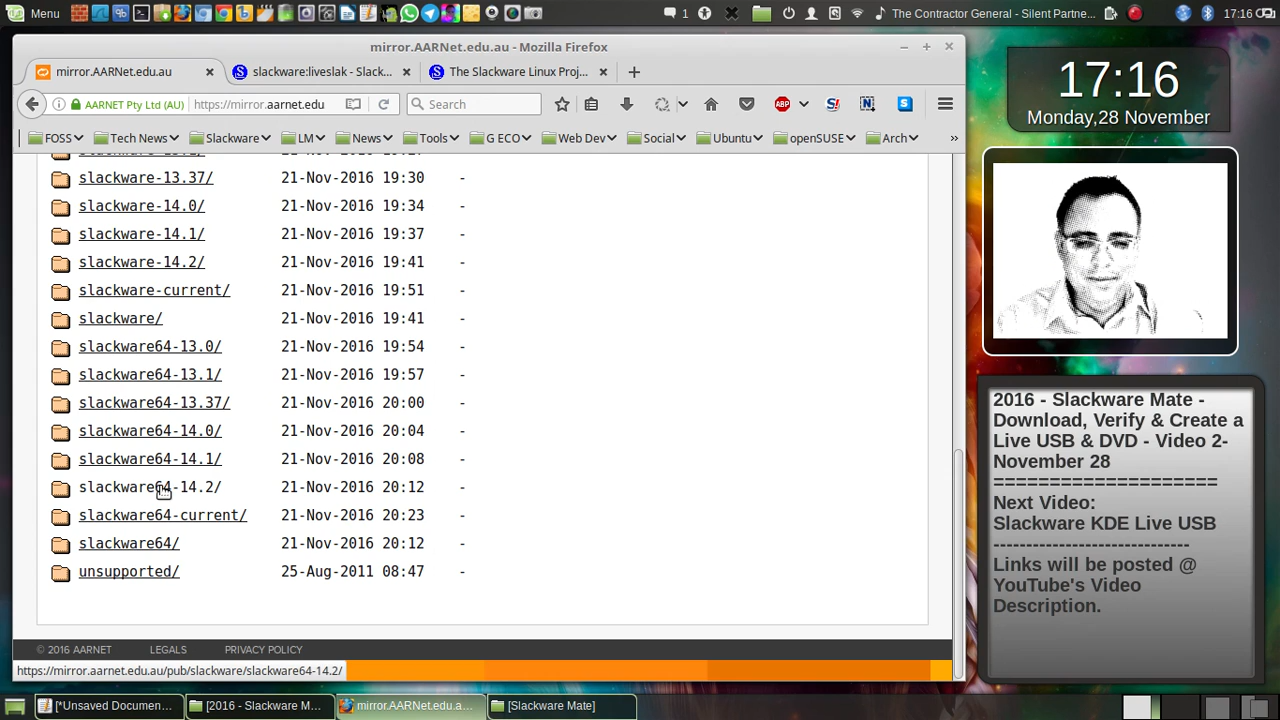 Menu
1
The Contractor General - Silent Partne...
17:16
mirror.AARNet.edu.au - Mozilla Firefox
mirror.AARNet.edu.au
slackware:liveslak - Slack...
The Slackware Linux Proj...
AARNET Pty Ltd (AU)
https://mirror.aarnet.edu
Search
ABP
FOSS
Tech News
Slackware
LM
News
Tools
G ECO
Web Dev
Social
Ubuntu
openSUSE
Arch
»
slackware-13.37/ 21-Nov-2016 19:30 -
slackware-14.0/ 21-Nov-2016 19:34 -
slackware-14.1/ 21-Nov-2016 19:37 -
slackware-14.2/ 21-Nov-2016 19:41 -
slackware-current/ 21-Nov-2016 19:51 -
slackware/ 21-Nov-2016 19:41 -
slackware64-13.0/ 21-Nov-2016 19:54 -
slackware64-13.1/ 21-Nov-2016 19:57 -
slackware64-13.37/ 21-Nov-2016 20:00 -
slackware64-14.0/ 21-Nov-2016 20:04 -
slackware64-14.1/ 21-Nov-2016 20:08 -
slackware64-14.2/ 21-Nov-2016 20:12 -
slackware64-current/ 21-Nov-2016 20:23 -
slackware64/ 21-Nov-2016 20:12 -
unsupported/ 25-Aug-2011 08:47 -
© 2016 AARNET LEGALS PRIVACY POLICY
https://mirror.aarnet.edu.au/pub/slackware/slackware64-14.2/
17:16
Monday,28 November
2016 - Slackware Mate -
Download, Verify & Create a
Live USB & DVD - Video 2-
November 28
====================
Next Video:
Slackware KDE Live USB
-----------------------------
Links will be posted @
YouTube's Video
Description.
[*Unsaved Documen...
[2016 - Slackware M...
mirror.AARNet.edu.a...
[Slackware Mate]